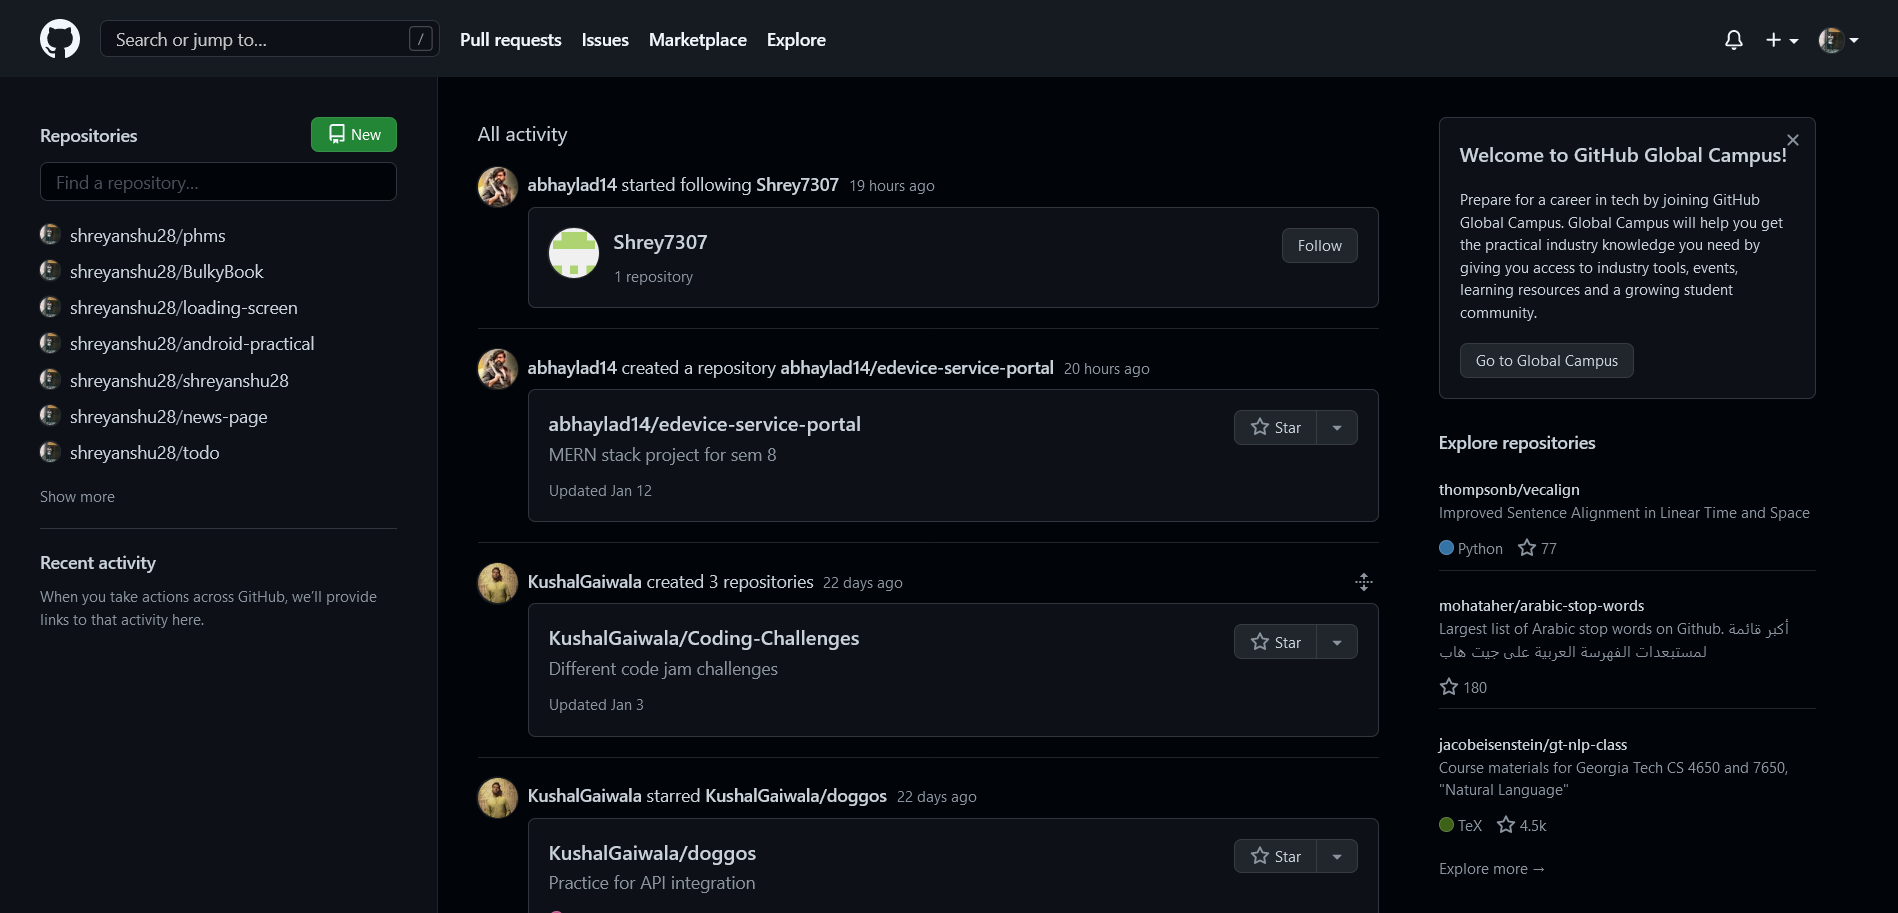 Search or jump to...
/
Pull requests
Issues
Marketplace
Explore
Repositories
New
Find a repository...
shreyanshu28/phms
shreyanshu28/BulkyBook
shreyanshu28/loading-screen
shreyanshu28/android-practical
shreyanshu28/shreyanshu28
shreyanshu28/news-page
shreyanshu28/todo
Show more
Recent activity
When you take actions across GitHub, we'll provide
links to that activity here.
All activity
abhaylad14 started following Shrey7307 19 hours ago
Shrey7307
Follow
1 repository
abhaylad14 created a repository abhaylad14/edevice-service-portal 20 hours ago
abhaylad14/edevice-service-portal
Star
MERN stack project for sem 8
Updated Jan 12
KushalGaiwala created 3 repositories 22 days ago
KushalGaiwala/Coding-Challenges
Star
Different code jam challenges
Updated Jan 3
KushalGaiwala starred KushalGaiwala/doggos 22 days ago
KushalGaiwala/doggos
Star
Practice for API integration
Welcome to GitHub Global Campus!
Prepare for a career in tech by joining GitHub
Global Campus. Global Campus will help you get
the practical industry knowledge you need by
giving you access to industry tools, events,
learning resources and a growing student
community.
Go to Global Campus
Explore repositories
thompsonb/vecalign
Improved Sentence Alignment in Linear Time and Space
Python 77
mohataher/arabic-stop-words
Largest list of Arabic stop words on Github. أكبر قائمة
لمستبعدات الفهرسة العربية على جيت هاب
180
jacobeisenstein/gt-nlp-class
Course materials for Georgia Tech CS 4650 and 7650,
"Natural Language"
TeX 4.5k
Explore more →